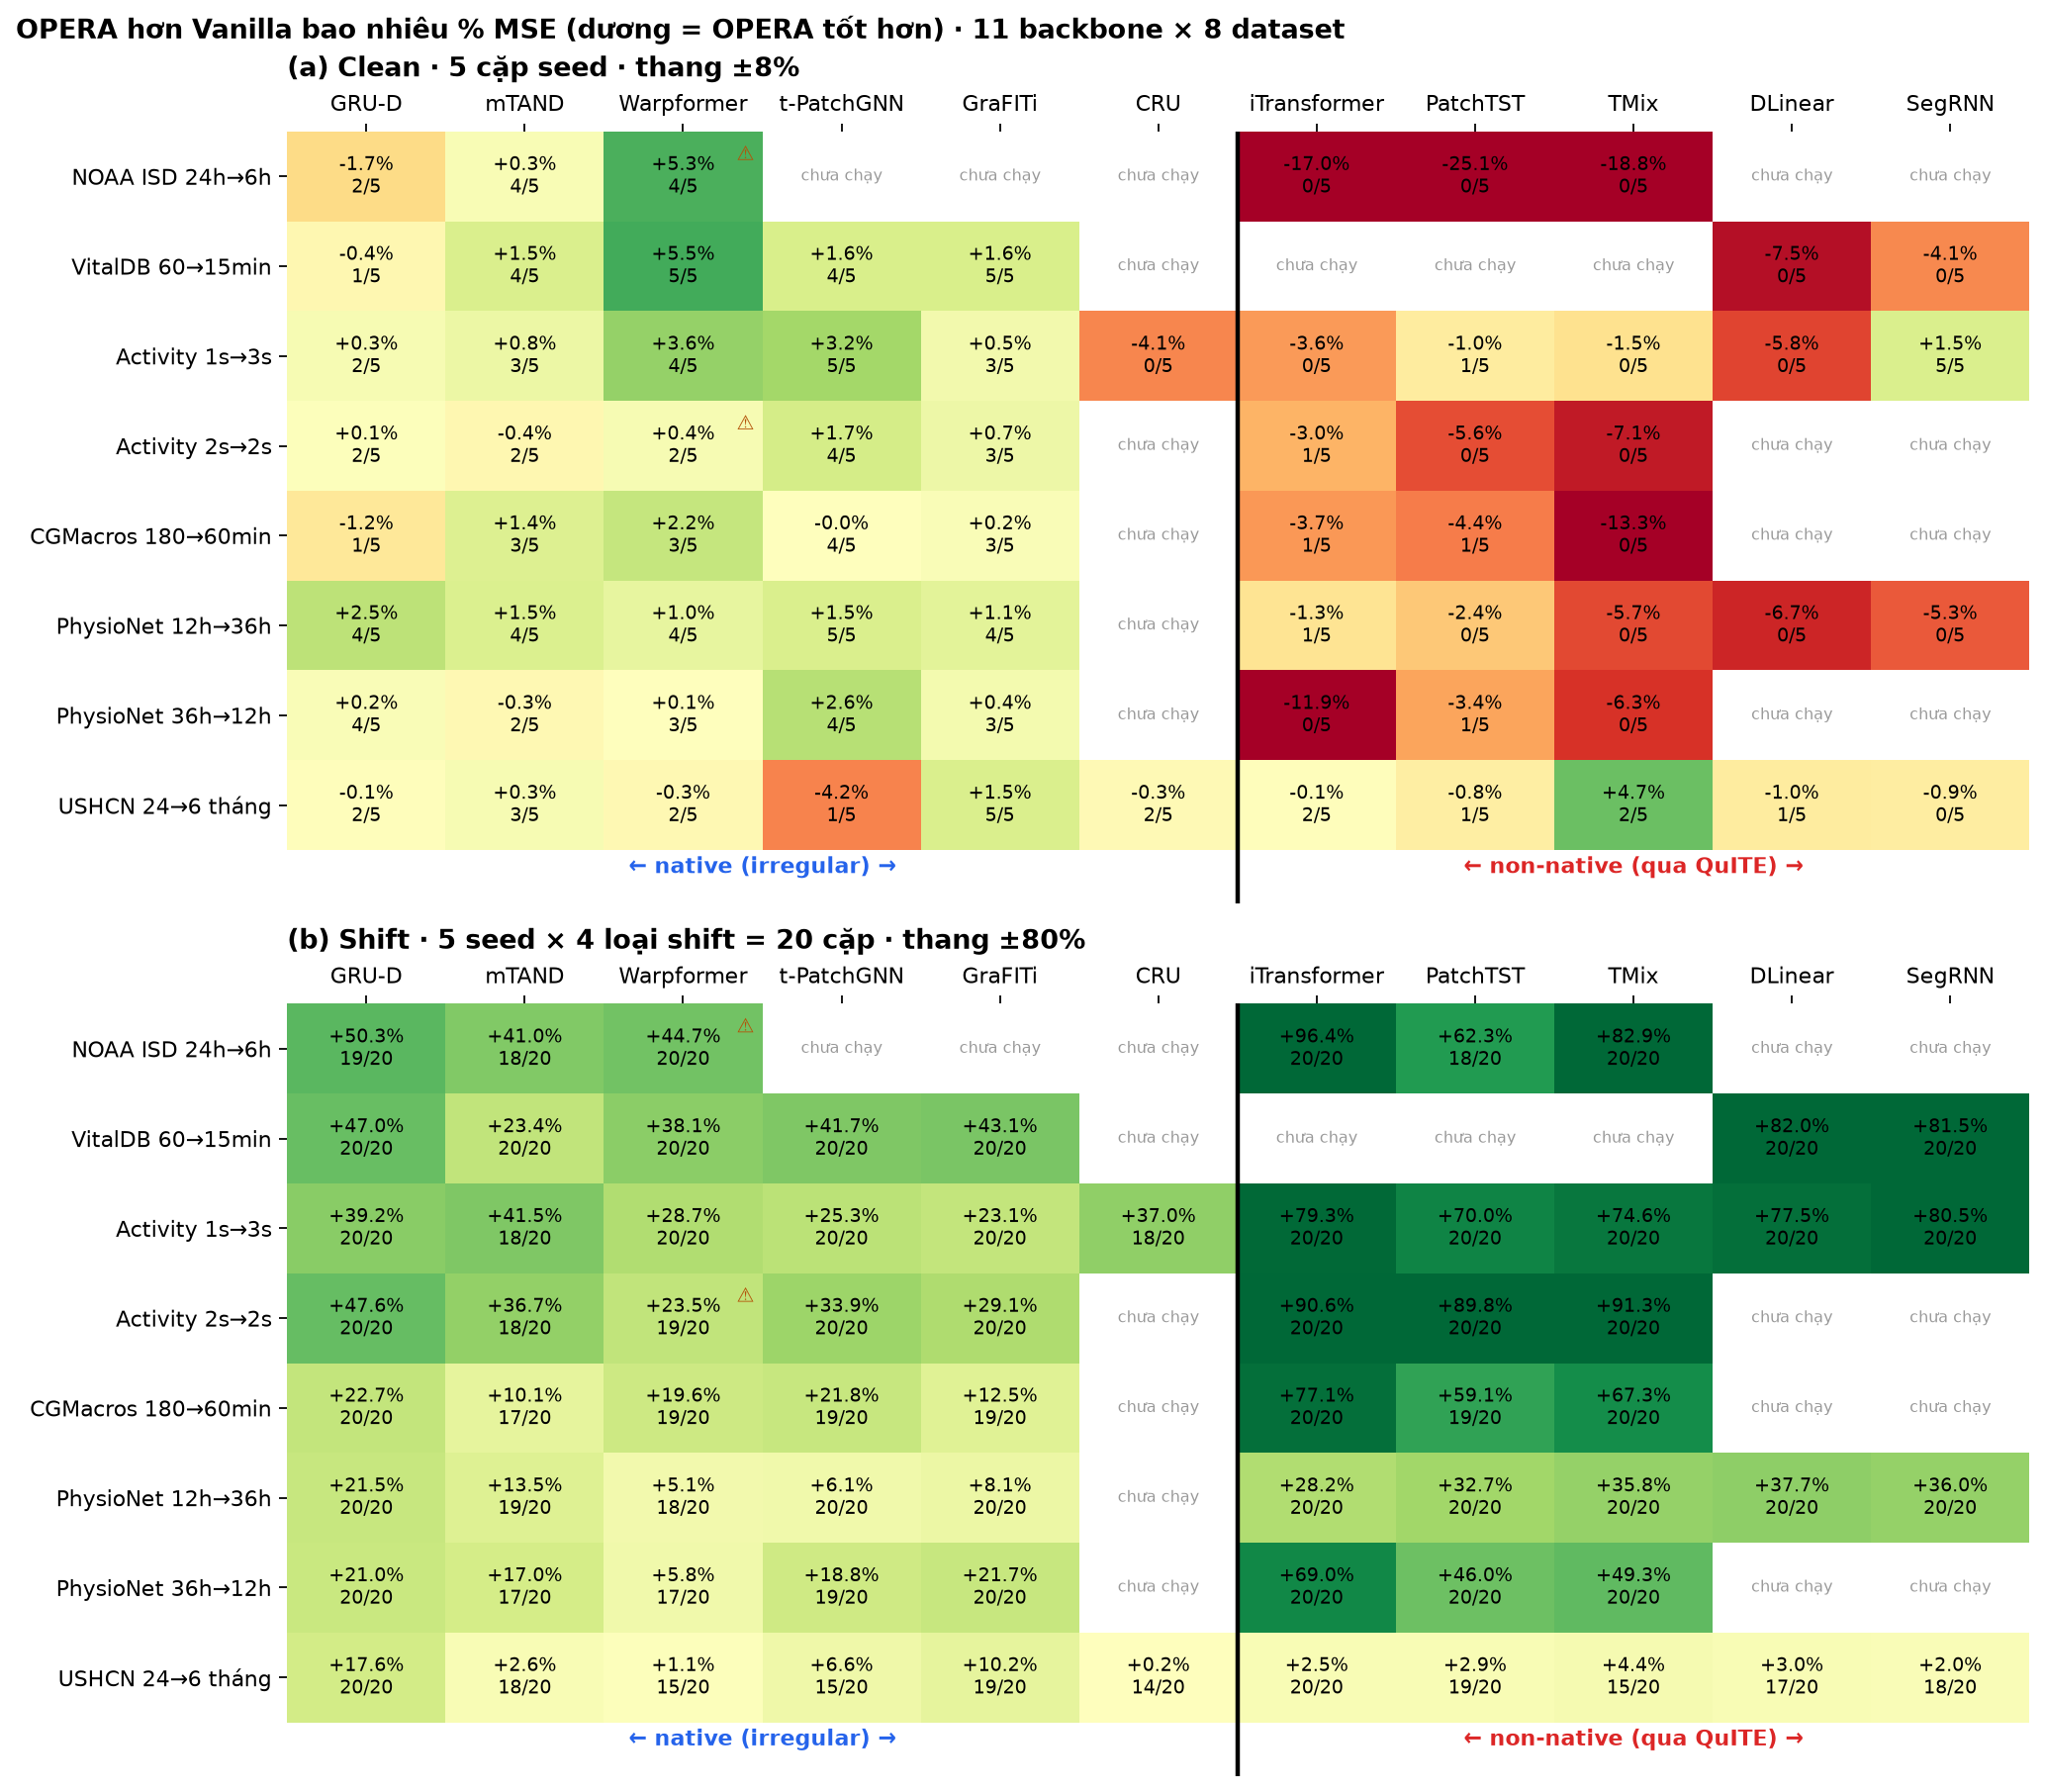 OPERA hơn Vanilla bao nhiêu % MSE (dương = OPERA tốt hơn) · 11 backbone × 8 dataset
(a) Clean · 5 cặp seed · thang ±8%
GRU-D mTAND Warpformer t-PatchGNN GraFITi CRU iTransformer PatchTST TMix DLinear SegRNN
NOAA ISD 24h→6h -1.7% +0.3% +5.3% ⚠ chưa chạy chưa chạy chưa chạy -17.0% -25.1% -18.8% chưa chạy chưa chạy
2/5 4/5 4/5 0/5 0/5 0/5
VitalDB 60→15min -0.4% +1.5% +5.5% +1.6% +1.6% chưa chạy chưa chạy chưa chạy chưa chạy -7.5% -4.1%
1/5 4/5 5/5 4/5 5/5 0/5 0/5
Activity 1s→3s +0.3% +0.8% +3.6% +3.2% +0.5% -4.1% -3.6% -1.0% -1.5% -5.8% +1.5%
2/5 3/5 4/5 5/5 3/5 0/5 0/5 1/5 0/5 0/5 5/5
Activity 2s→2s +0.1% -0.4% +0.4% ⚠ +1.7% +0.7% chưa chạy -3.0% -5.6% -7.1% chưa chạy chưa chạy
2/5 2/5 2/5 4/5 3/5 1/5 0/5 0/5
CGMacros 180→60min -1.2% +1.4% +2.2% -0.0% +0.2% chưa chạy -3.7% -4.4% -13.3% chưa chạy chưa chạy
1/5 3/5 3/5 4/5 3/5 1/5 1/5 0/5
PhysioNet 12h→36h +2.5% +1.5% +1.0% +1.5% +1.1% chưa chạy -1.3% -2.4% -5.7% -6.7% -5.3%
4/5 4/5 4/5 5/5 4/5 1/5 0/5 0/5 0/5 0/5
PhysioNet 36h→12h +0.2% -0.3% +0.1% +2.6% +0.4% chưa chạy -11.9% -3.4% -6.3% chưa chạy chưa chạy
4/5 2/5 3/5 4/5 3/5 0/5 1/5 0/5
USHCN 24→6 tháng -0.1% +0.3% -0.3% -4.2% +1.5% -0.3% -0.1% -0.8% +4.7% -1.0% -0.9%
2/5 3/5 2/5 1/5 5/5 2/5 2/5 1/5 2/5 1/5 0/5
← native (irregular) → ← non-native (qua QuITE) →
(b) Shift · 5 seed × 4 loại shift = 20 cặp · thang ±80%
GRU-D mTAND Warpformer t-PatchGNN GraFITi CRU iTransformer PatchTST TMix DLinear SegRNN
NOAA ISD 24h→6h +50.3% +41.0% +44.7% ⚠ chưa chạy chưa chạy chưa chạy +96.4% +62.3% +82.9% chưa chạy chưa chạy
19/20 18/20 20/20 20/20 18/20 20/20
VitalDB 60→15min +47.0% +23.4% +38.1% +41.7% +43.1% chưa chạy chưa chạy chưa chạy chưa chạy +82.0% +81.5%
20/20 20/20 20/20 20/20 20/20 20/20 20/20
Activity 1s→3s +39.2% +41.5% +28.7% +25.3% +23.1% +37.0% +79.3% +70.0% +74.6% +77.5% +80.5%
20/20 18/20 20/20 20/20 20/20 18/20 20/20 20/20 20/20 20/20 20/20
Activity 2s→2s +47.6% +36.7% +23.5% ⚠ +33.9% +29.1% chưa chạy +90.6% +89.8% +91.3% chưa chạy chưa chạy
20/20 18/20 19/20 20/20 20/20 20/20 20/20 20/20
CGMacros 180→60min +22.7% +10.1% +19.6% +21.8% +12.5% chưa chạy +77.1% +59.1% +67.3% chưa chạy chưa chạy
20/20 17/20 19/20 19/20 19/20 20/20 19/20 20/20
PhysioNet 12h→36h +21.5% +13.5% +5.1% +6.1% +8.1% chưa chạy +28.2% +32.7% +35.8% +37.7% +36.0%
20/20 19/20 18/20 20/20 20/20 20/20 20/20 20/20 20/20 20/20
PhysioNet 36h→12h +21.0% +17.0% +5.8% +18.8% +21.7% chưa chạy +69.0% +46.0% +49.3% chưa chạy chưa chạy
20/20 17/20 17/20 19/20 20/20 20/20 20/20 20/20
USHCN 24→6 tháng +17.6% +2.6% +1.1% +6.6% +10.2% +0.2% +2.5% +2.9% +4.4% +3.0% +2.0%
20/20 18/20 15/20 15/20 19/20 14/20 20/20 19/20 15/20 17/20 18/20
← native (irregular) → ← non-native (qua QuITE) →